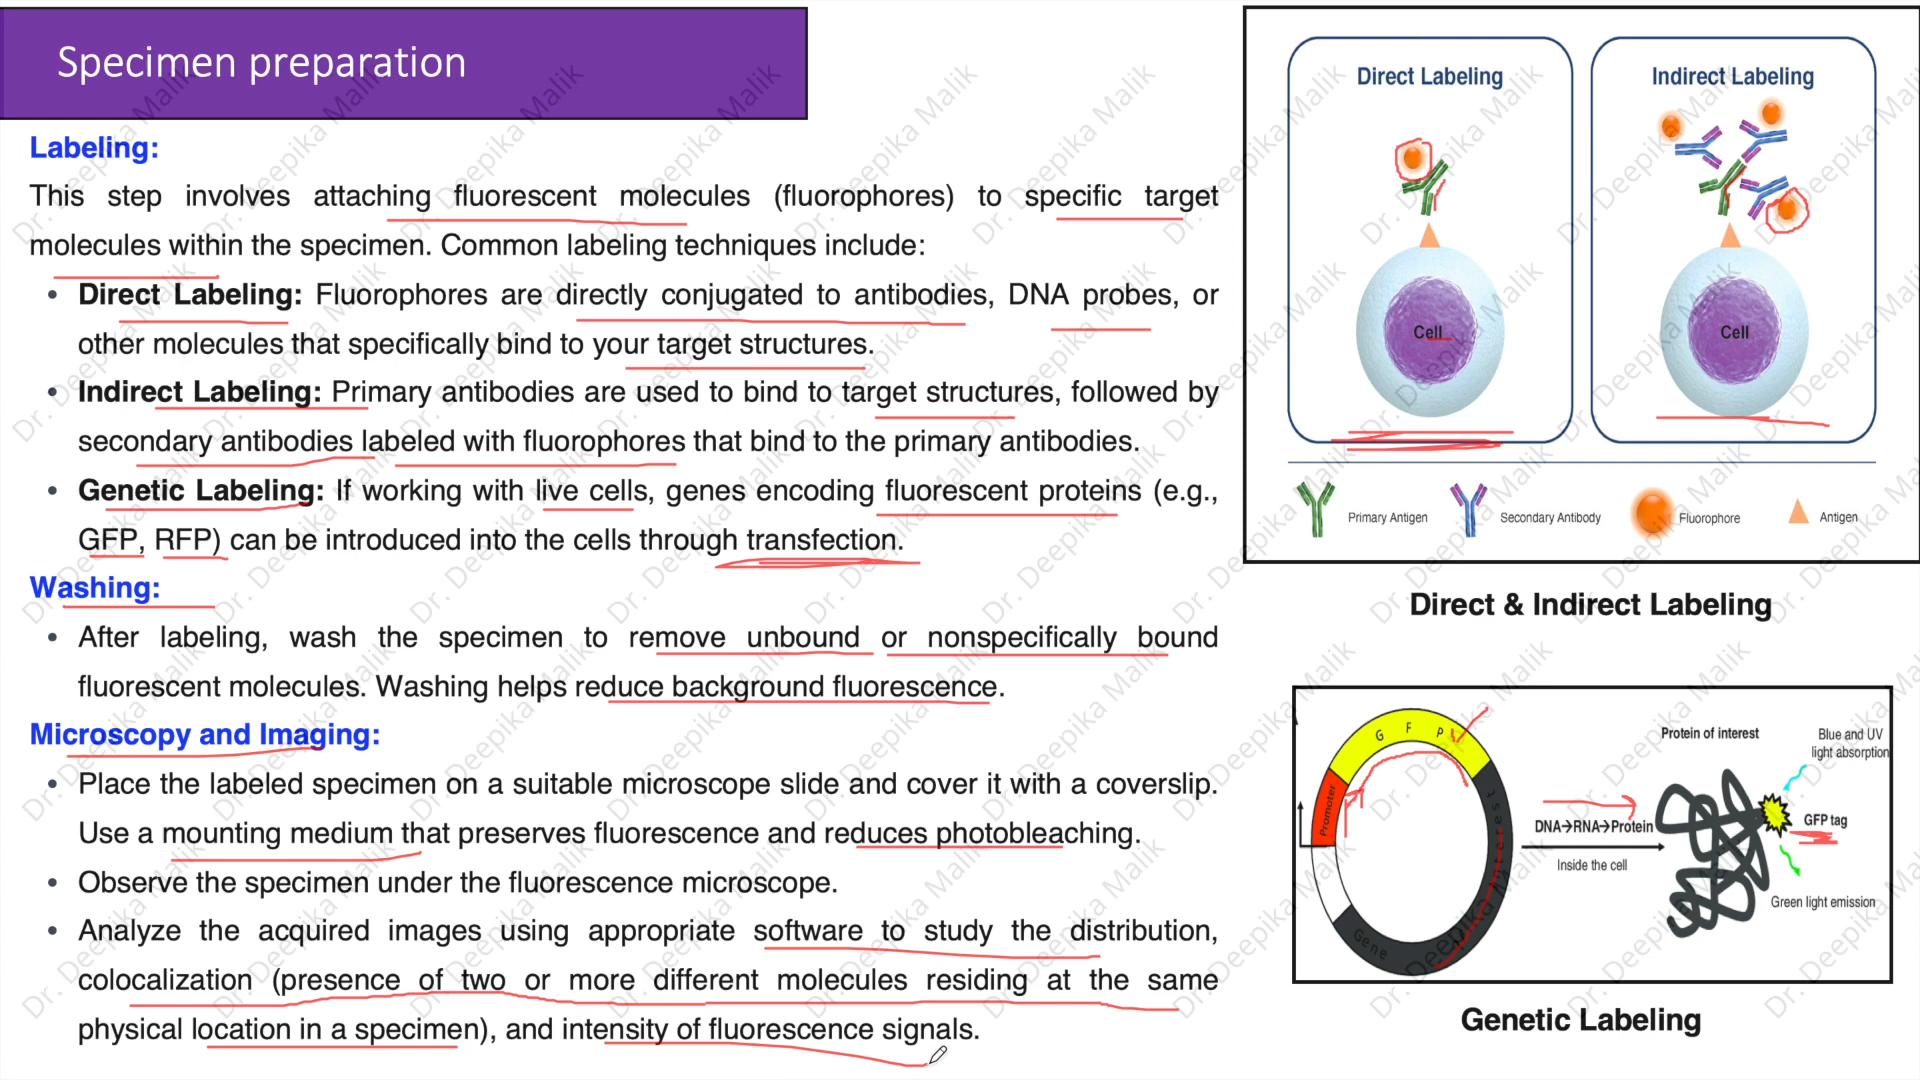 Specimen preparation
Labeling:
This step involves attaching fluorescent molecules (fluorophores) to specific target
molecules within the specimen. Common labeling techniques include:
• Direct Labeling: Fluorophores are directly conjugated to antibodies, DNA probes, or
other molecules that specifically bind to your target structures.
• Indirect Labeling: Primary antibodies are used to bind to target structures, followed by
secondary antibodies labeled with fluorophores that bind to the primary antibodies.
• Genetic Labeling: If working with live cells, genes encoding fluorescent proteins (e.g.,
GFP, RFP) can be introduced into the cells through transfection.
Washing:
• After labeling, wash the specimen to remove unbound or nonspecifically bound
fluorescent molecules. Washing helps reduce background fluorescence.
Microscopy and Imaging:
• Place the labeled specimen on a suitable microscope slide and cover it with a coverslip.
Use a mounting medium that preserves fluorescence and reduces photobleaching.
• Observe the specimen under the fluorescence microscope.
• Analyze the acquired images using appropriate software to study the distribution,
colocalization (presence of two or more different molecules residing at the same
physical location in a specimen), and intensity of fluorescence signals.
Direct Labeling
Indirect Labeling
Cell
Cell
Primary Antigen
Secondary Antibody
Fluorophore
Antigen
Direct & Indirect Labeling
G F P
Promoter
Gene
DNA→RNA→Protein
Inside the cell
Protein of interest
Blue and UV
light absorption
GFP tag
Green light emission
Genetic Labeling
Dr. Deepika Malik